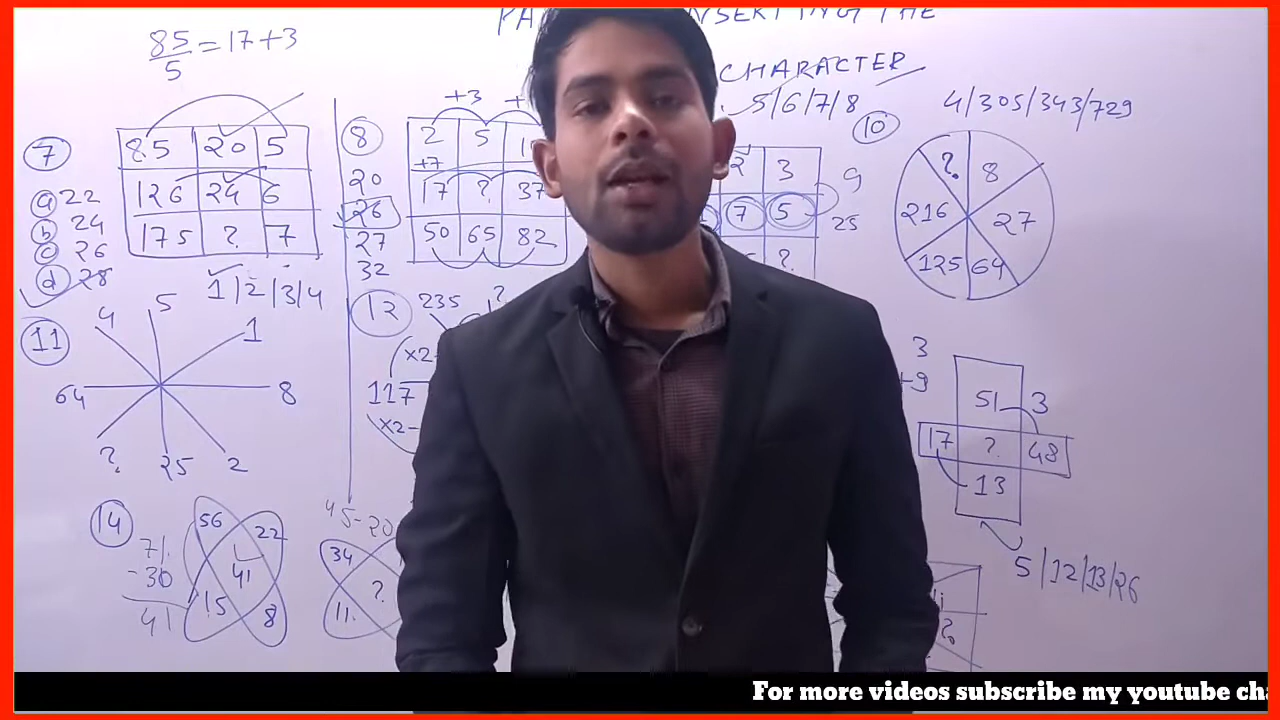 INSERTING THE
CHARACTER
85/5 = 17+3
7
85 20 5
126 24 6
175 ? 7
a 22
b 24
c 26
d 28
1/2/3/4
8
+3
2 5
+7
17 ? 37
50 65 82
20
26
27
32
5/6/7/8
2 3
7 5
?
9
25
10
4/305/343/729
? 8
216 27
125 64
11
4 5 1
64 8
? 25 2
12
235 ?
×2-
117
×2-
3
+9
51 3
17 ? 48
13
5/12/13/26
14
71
-30
41
56 22
41
15 8
45-20
34
?
11
?
For more videos subscribe my youtube cha